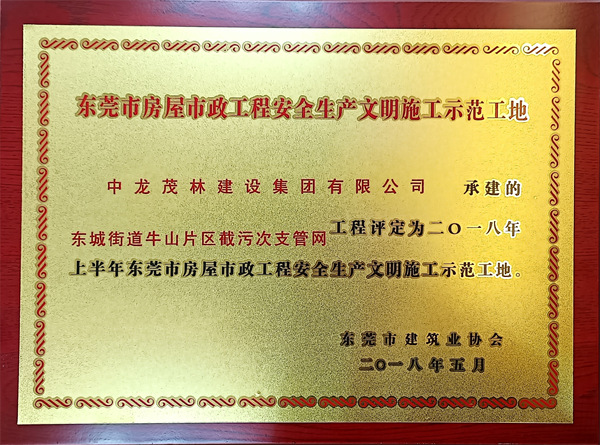 东莞市房屋市政工程安全生产文明施工示范工地
中龙茂林建设集团有限公司 承建的
东城街道牛山片区截污次支管网工程评定为二〇一八年
上半年东莞市房屋市政工程安全生产文明施工示范工地。
东莞市建筑业协会
二〇一八年五月